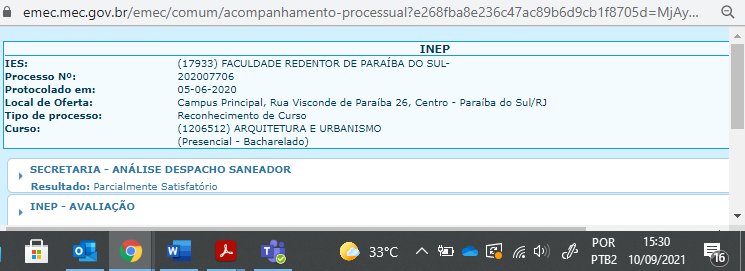 emec.mec.gov.br/emec/comum/acompanhamento-processual?e268fba8e236c47ac89b6d9cb1f8705d=MjAy...
INEP
IES: (17933) FACULDADE REDENTOR DE PARAÍBA DO SUL-
Processo Nº: 202007706
Protocolado em: 05-06-2020
Local de Oferta: Campus Principal, Rua Visconde de Paraíba 26, Centro - Paraíba do Sul/RJ
Tipo de processo: Reconhecimento de Curso
Curso: (1206512) ARQUITETURA E URBANISMO
(Presencial - Bacharelado)
SECRETARIA - ANÁLISE DESPACHO SANEADOR
Resultado: Parcialmente Satisfatório
INEP - AVALIAÇÃO
33°C POR 15:30
PTB2 10/09/2021 16